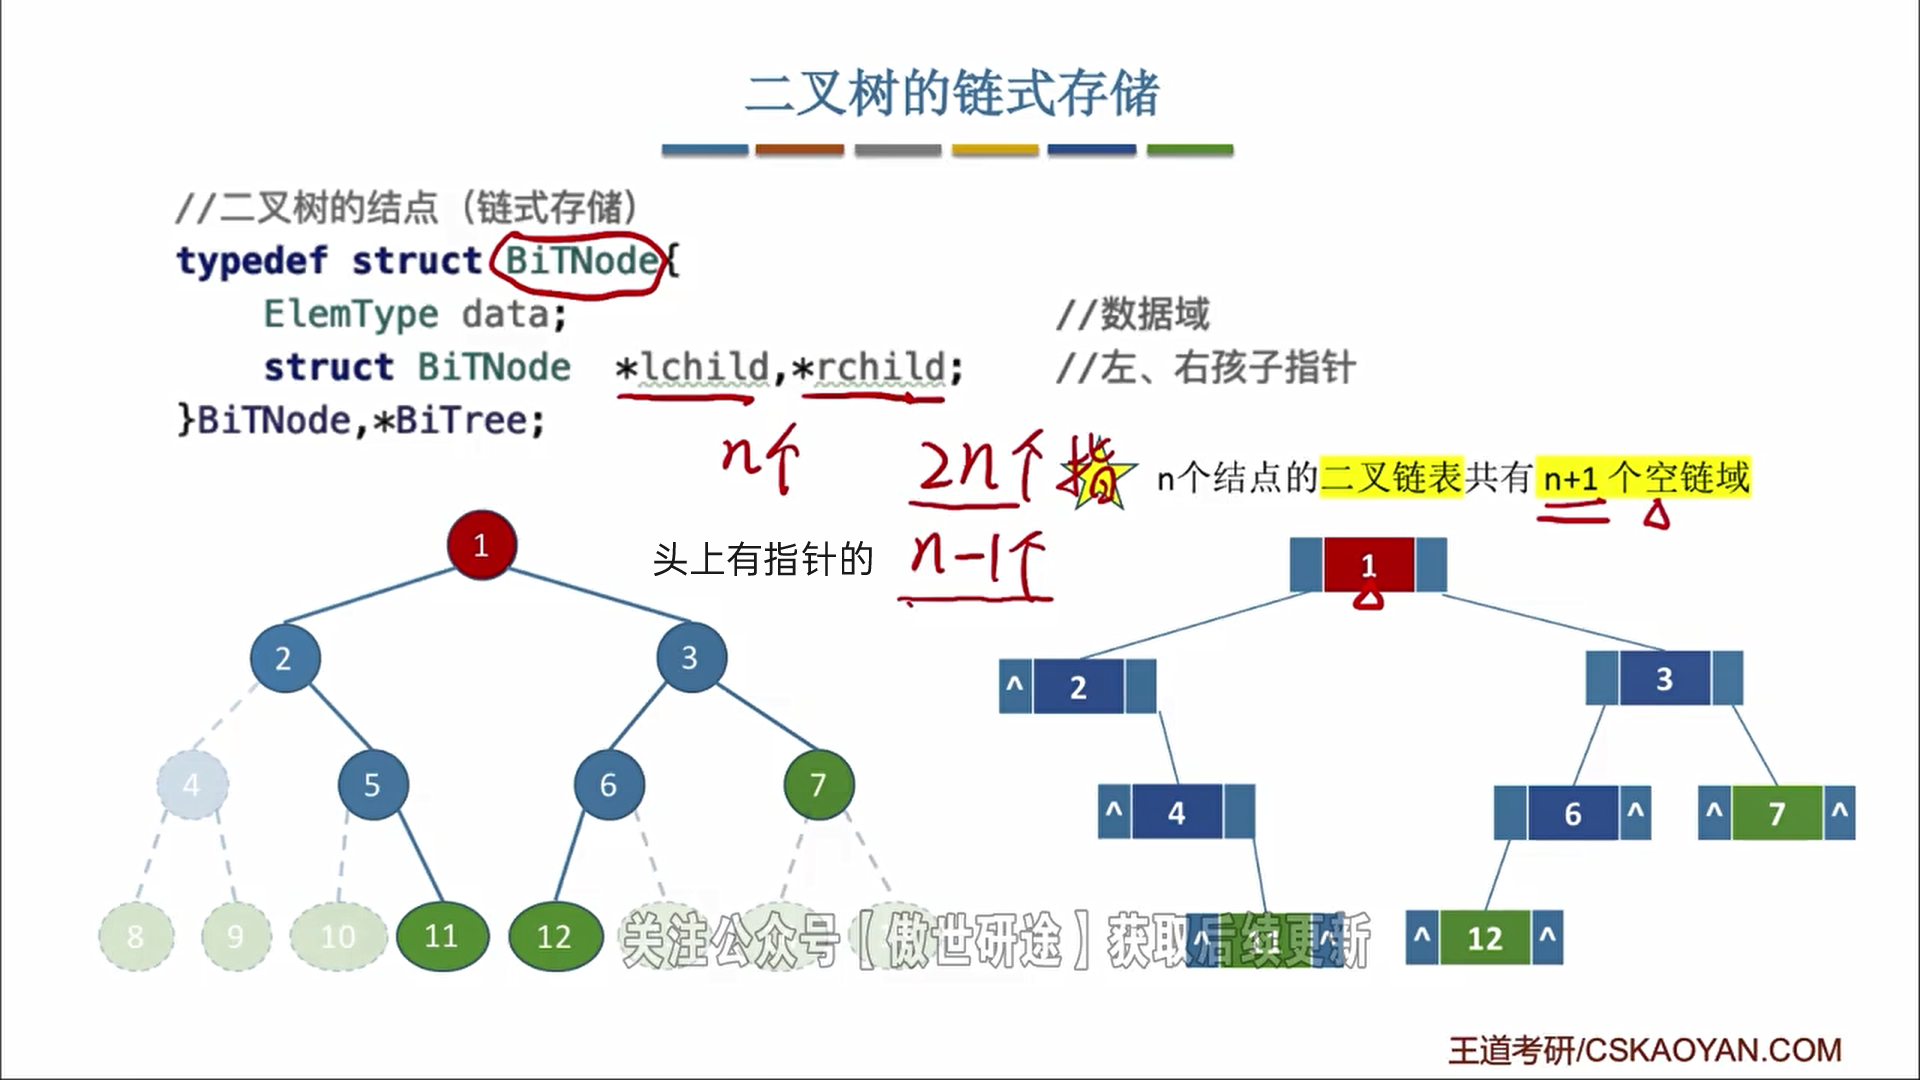 二叉树的链式存储
//二叉树的结点（链式存储）
typedef struct BiTNode{
ElemType data; //数据域
struct BiTNode *lchild,*rchild; //左、右孩子指针
}BiTNode,*BiTree;
n个 2n个 指
n个结点的二叉链表共有 n+1 个空链域
头上有指针的 n-1个
1
2 3
4 5 6 7
8 9 10 11 12
1
^ 2 3
^ 4 6 ^ ^ 7 ^
^ 11 ^ ^ 12 ^
关注公众号【傲世研途】获取后续更新
王道考研/CSKAOYAN.COM